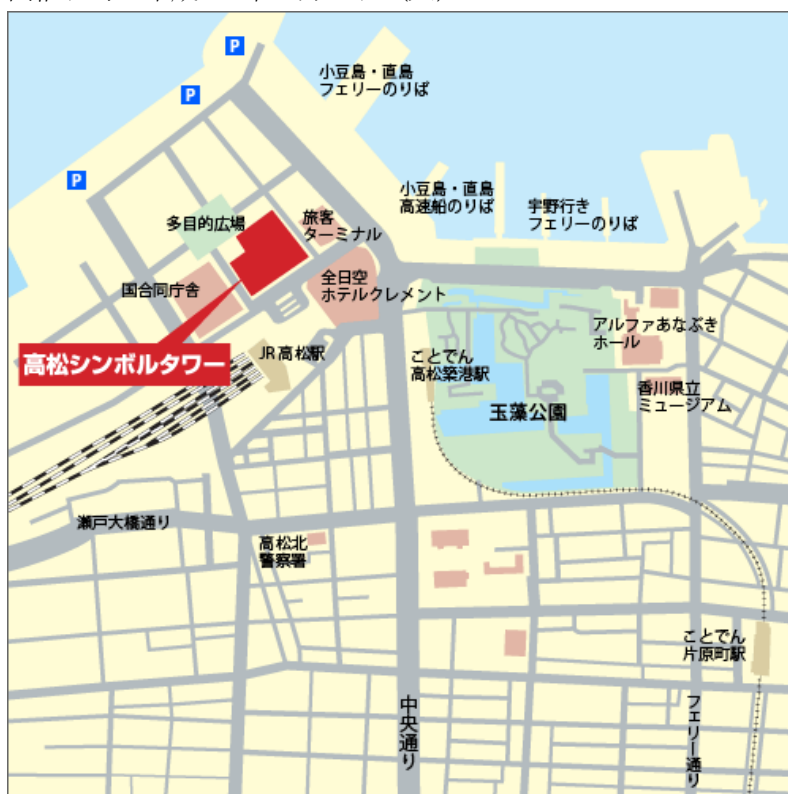 P
小豆島・直島
フェリーのりば
P
P
小豆島・直島
高速船のりば
宇野行き
フェリーのりば
多目的広場
旅客
ターミナル
全日空
ホテルクレメント
国合同庁舎
アルファあなぶき
ホール
高松シンボルタワー
JR高松駅
ことでん
高松築港駅
香川県立
ミュージアム
玉藻公園
瀬戸大橋通り
高松北
警察署
ことでん
片原町駅
中央通り
フェリー通り